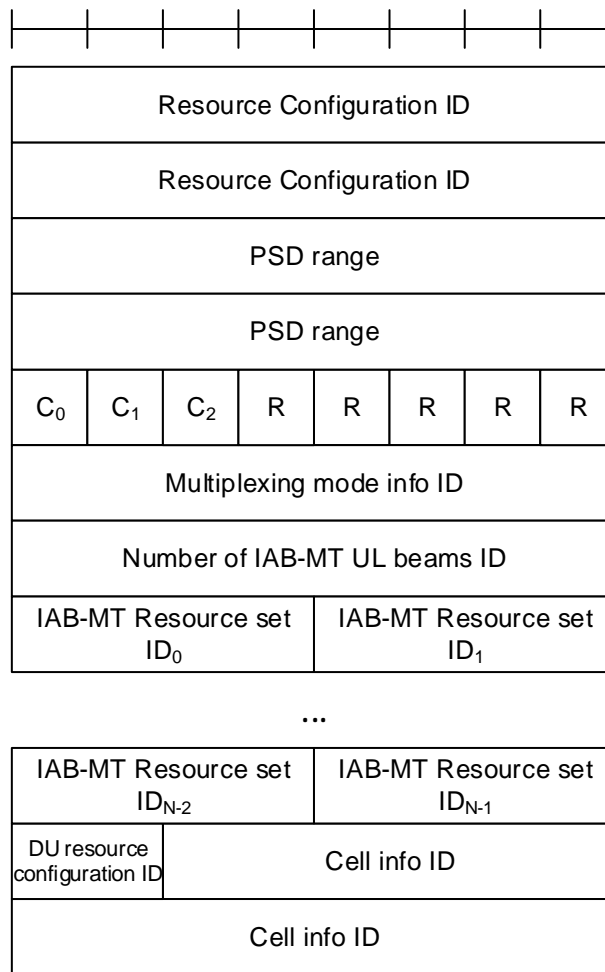 Resource Configuration ID
Resource Configuration ID
PSD range
PSD range
C₀ C₁ C₂ R R R R R
Multiplexing mode info ID
Number of IAB-MT UL beams ID
IAB-MT Resource set IAB-MT Resource set
ID₀ ID₁
...
IAB-MT Resource set IAB-MT Resource set
ID_N-2 ID_N-1
DU resource
configuration ID Cell info ID
Cell info ID